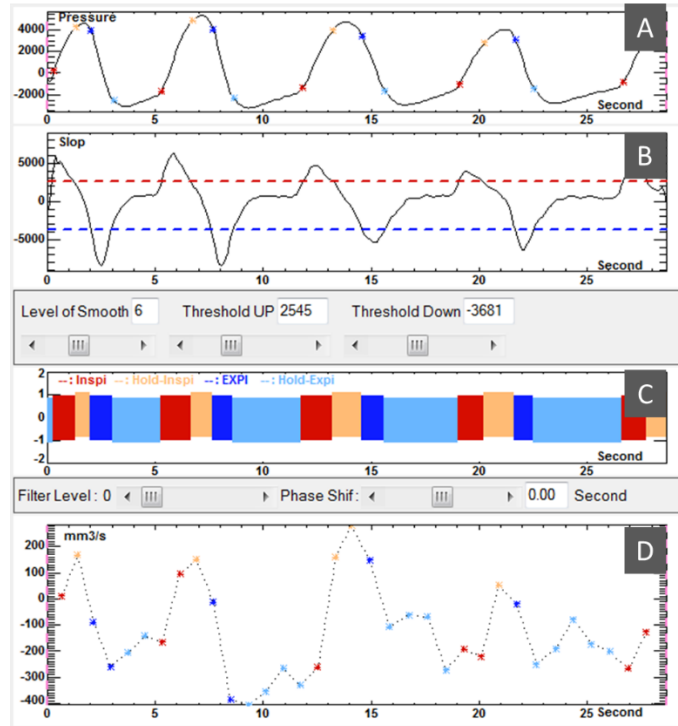 Pressure
A
4000
2000
0
-2000
Second
0 5 10 15 20 25
Slop
B
5000
0
-5000
Second
0 5 10 15 20 25
Level of Smooth 6 Threshold UP 2545 Threshold Down -3681
2
--: Inspi --: Hold-Inspi --: EXPI --: Hold-Expi
C
1
0
-1
-2
Second
0 5 10 15 20 25
Filter Level : 0 Phase Shif : 0.00 Second
mm3/s
D
200
100
0
-100
-200
-300
-400
Second
0 5 10 15 20 25